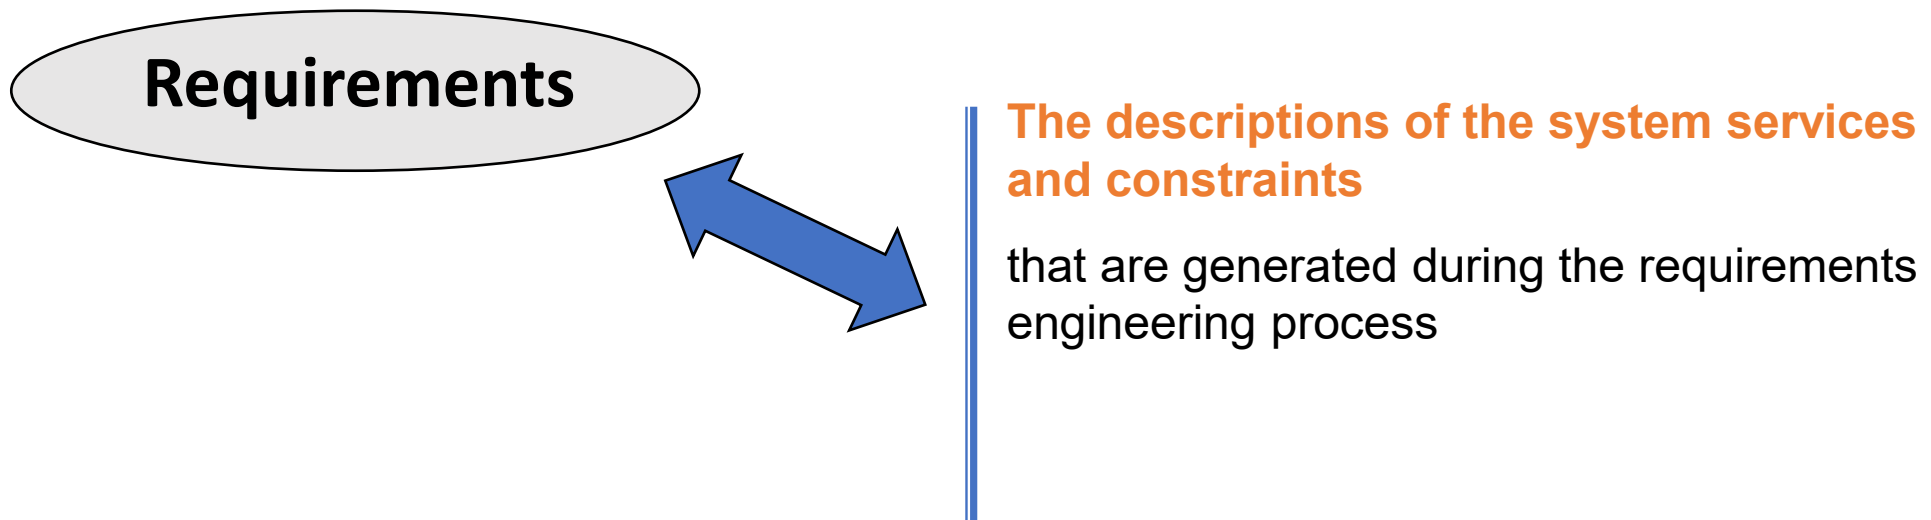 Requirements
The descriptions of the system services
and constraints
that are generated during the requirements
engineering process